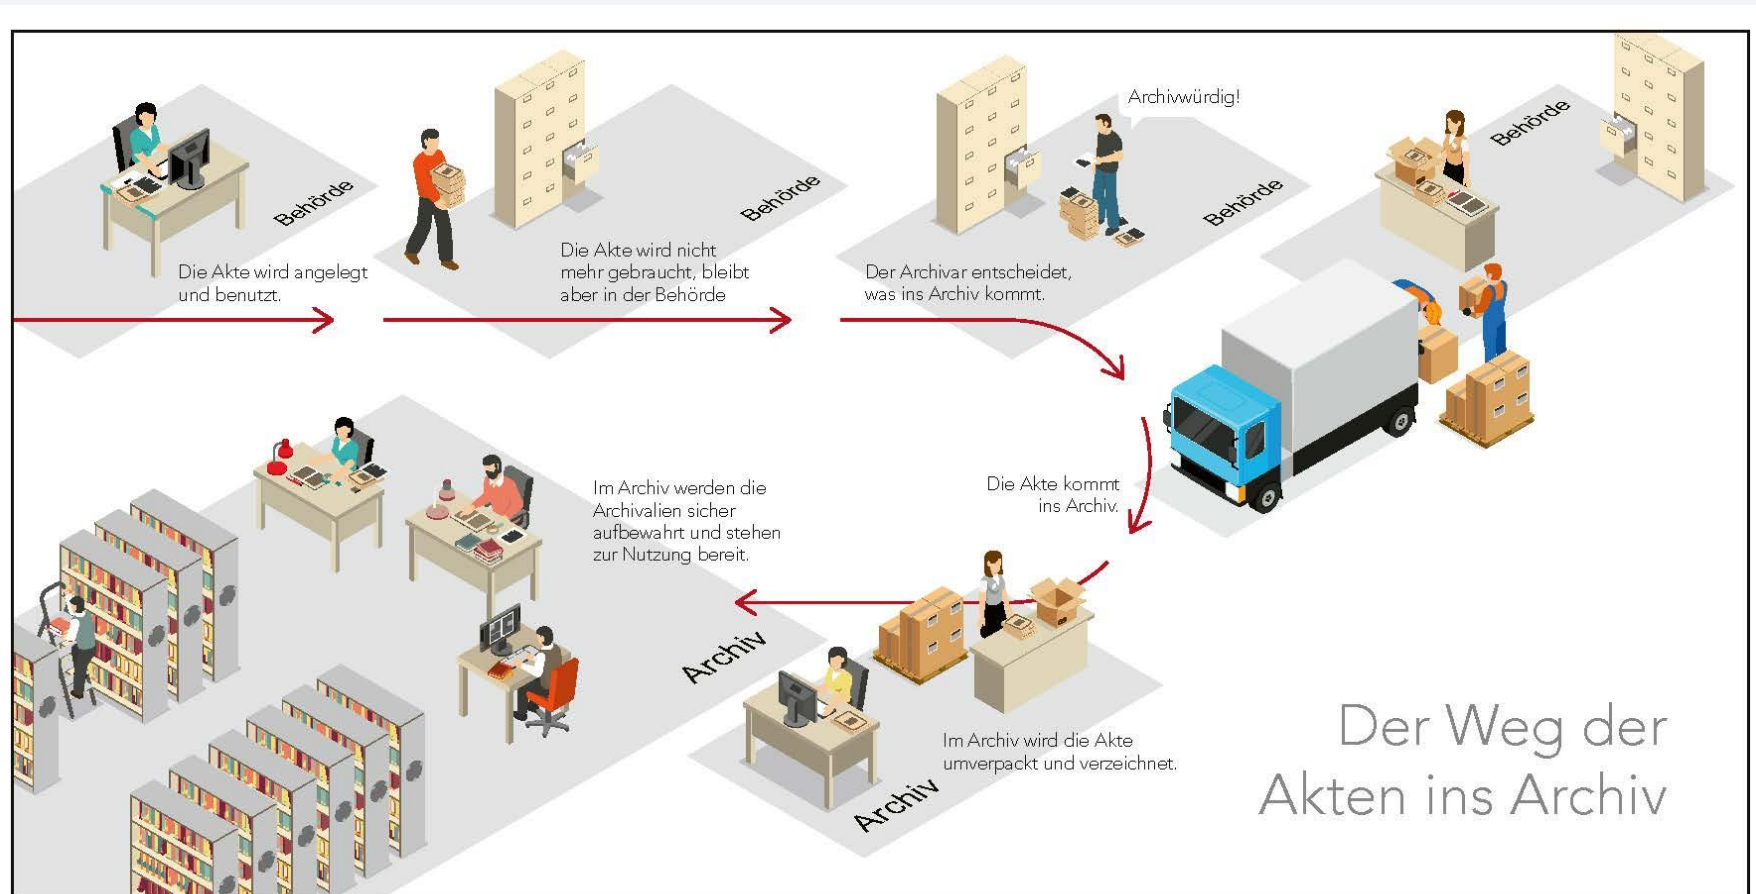 Behörde
Die Akte wird angelegt
und benutzt.
Behörde
Die Akte wird nicht
mehr gebraucht, bleibt
aber in der Behörde
Archivwürdig!
Behörde
Der Archivar entscheidet,
was ins Archiv kommt.
Behörde
Die Akte kommt
ins Archiv.
Im Archiv wird die Akte
umverpackt und verzeichnet.
Archiv
Im Archiv werden die
Archivalien sicher
aufbewahrt und stehen
zur Nutzung bereit.
Archiv
Der Weg der
Akten ins Archiv